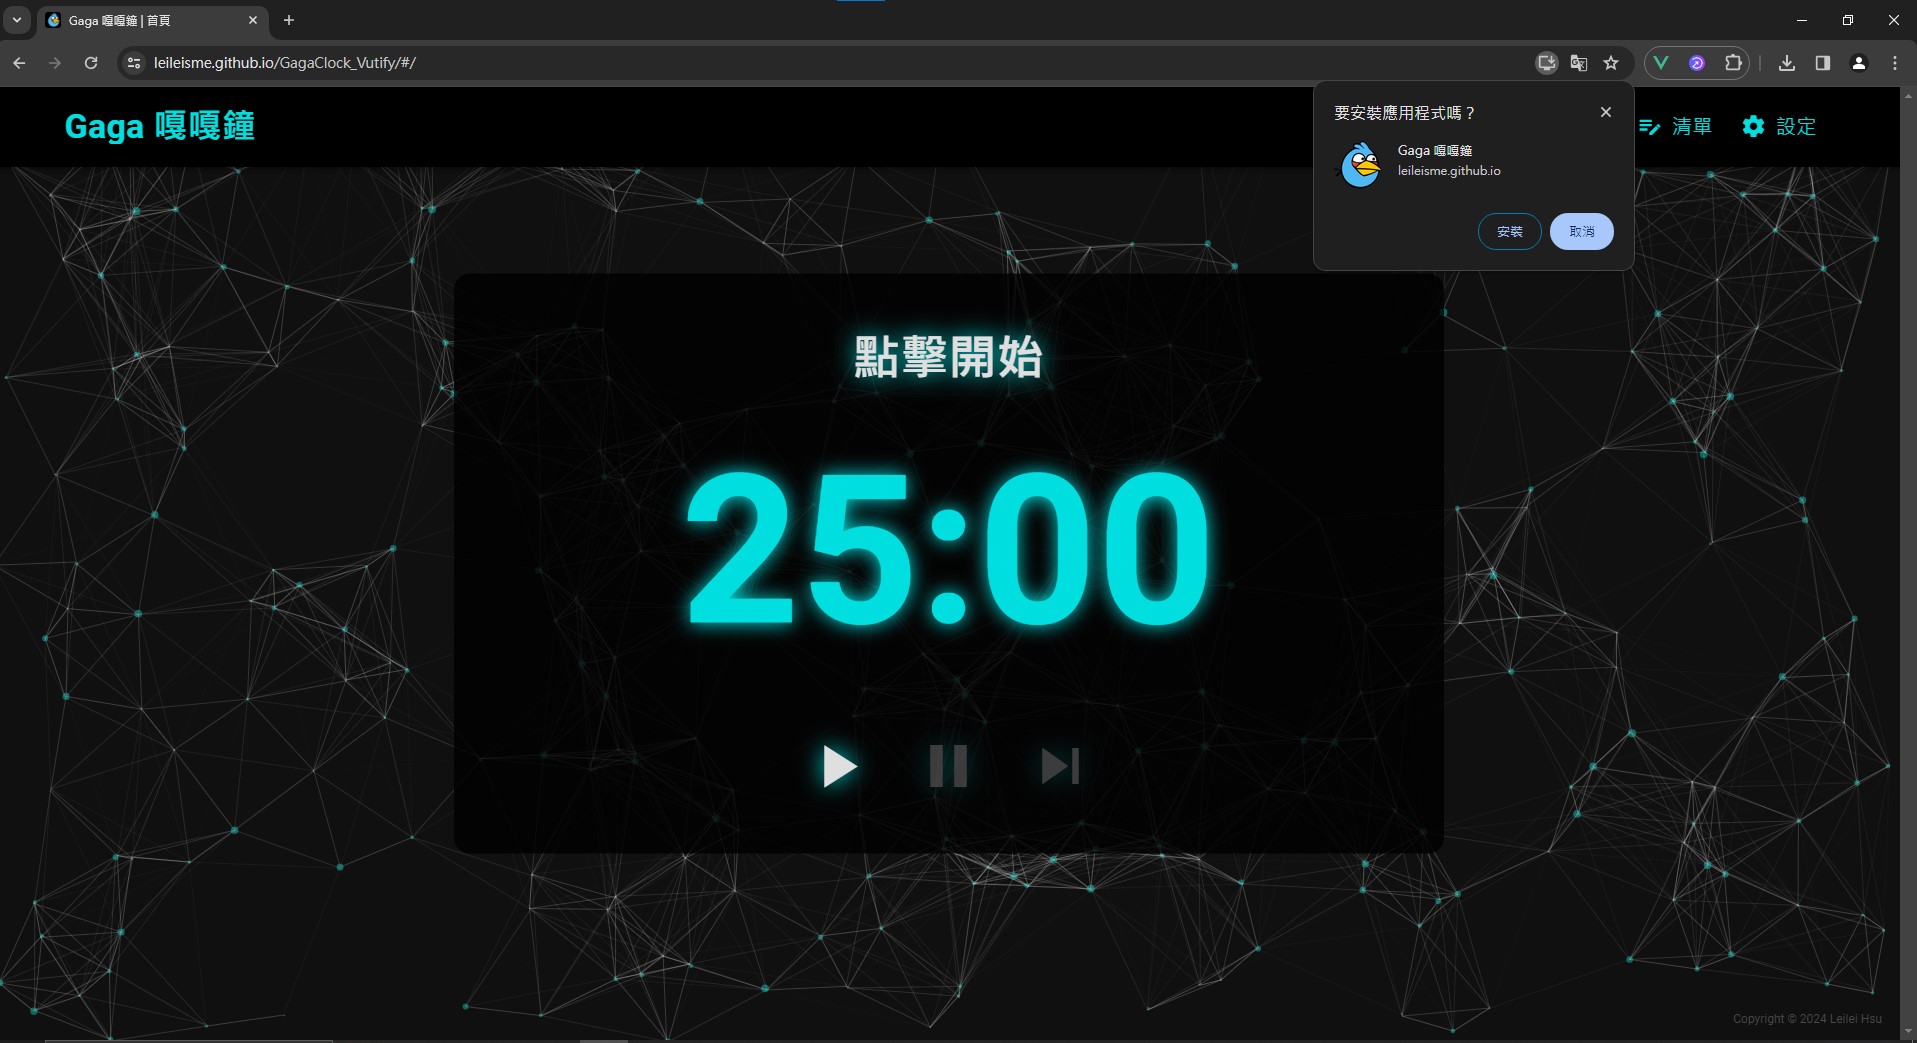 Gaga 嘎嘎鐘 | 首頁
leileisme.github.io/GagaClock_Vutify/#/
Gaga 嘎嘎鐘
清單
設定
要安裝應用程式嗎？
Gaga 嘎嘎鐘
leileisme.github.io
安裝
取消
點擊開始
25:00
Copyright © 2024 Leilei Hsu